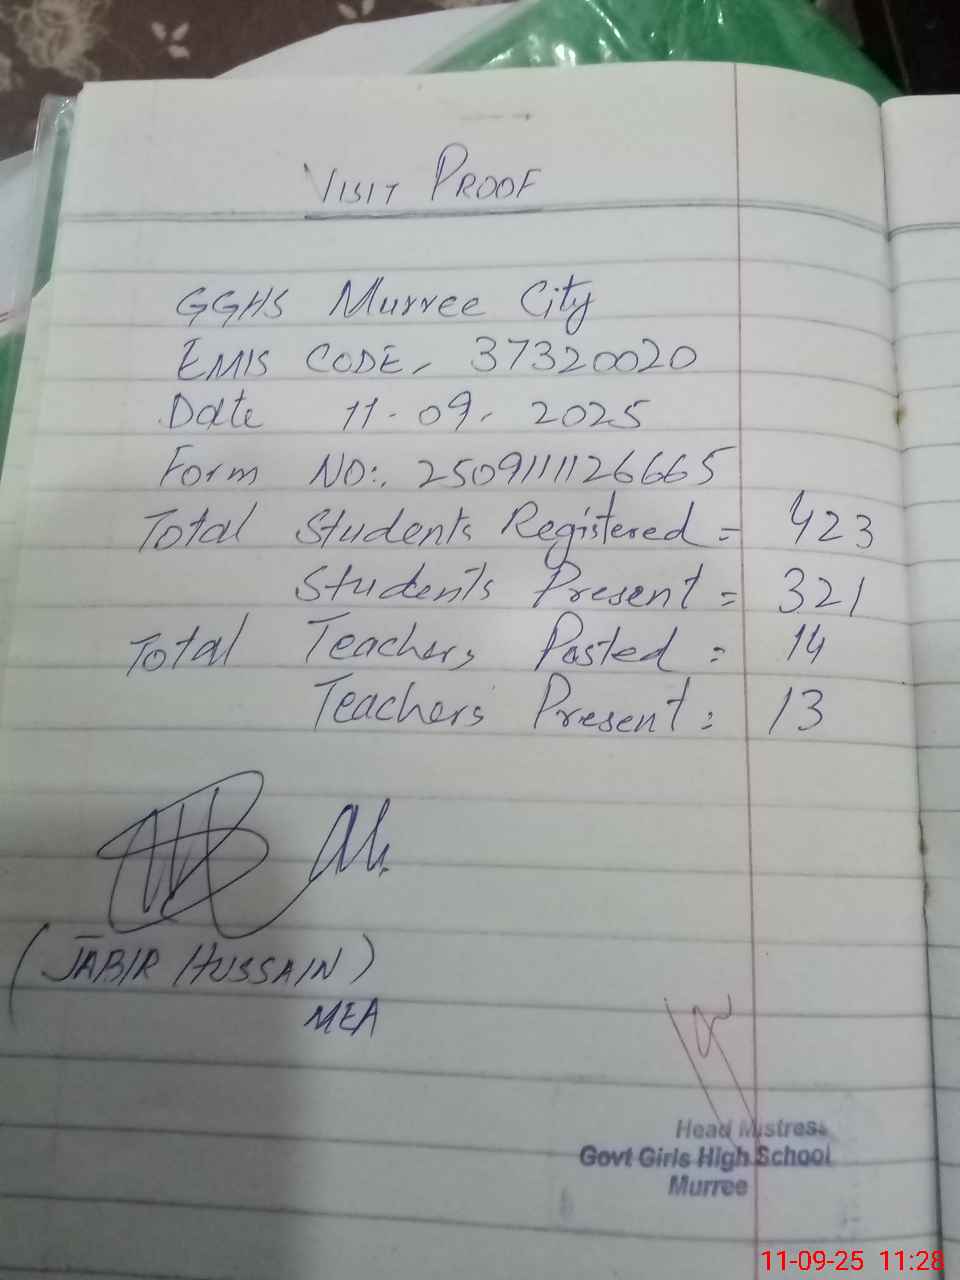 VISIT PROOF
GGHS Murree City
EMIS CODE, 37320020
Date 11-09-2025
Form NO:, 2509111126665
Total Students Registered = 423
Students Present = 321
Total Teachers Posted = 14
Teachers Present = 13
(JABIR HUSSAIN)
MEA
Head Mistress
Govt Girls High School
Murree
11-09-25 11:28